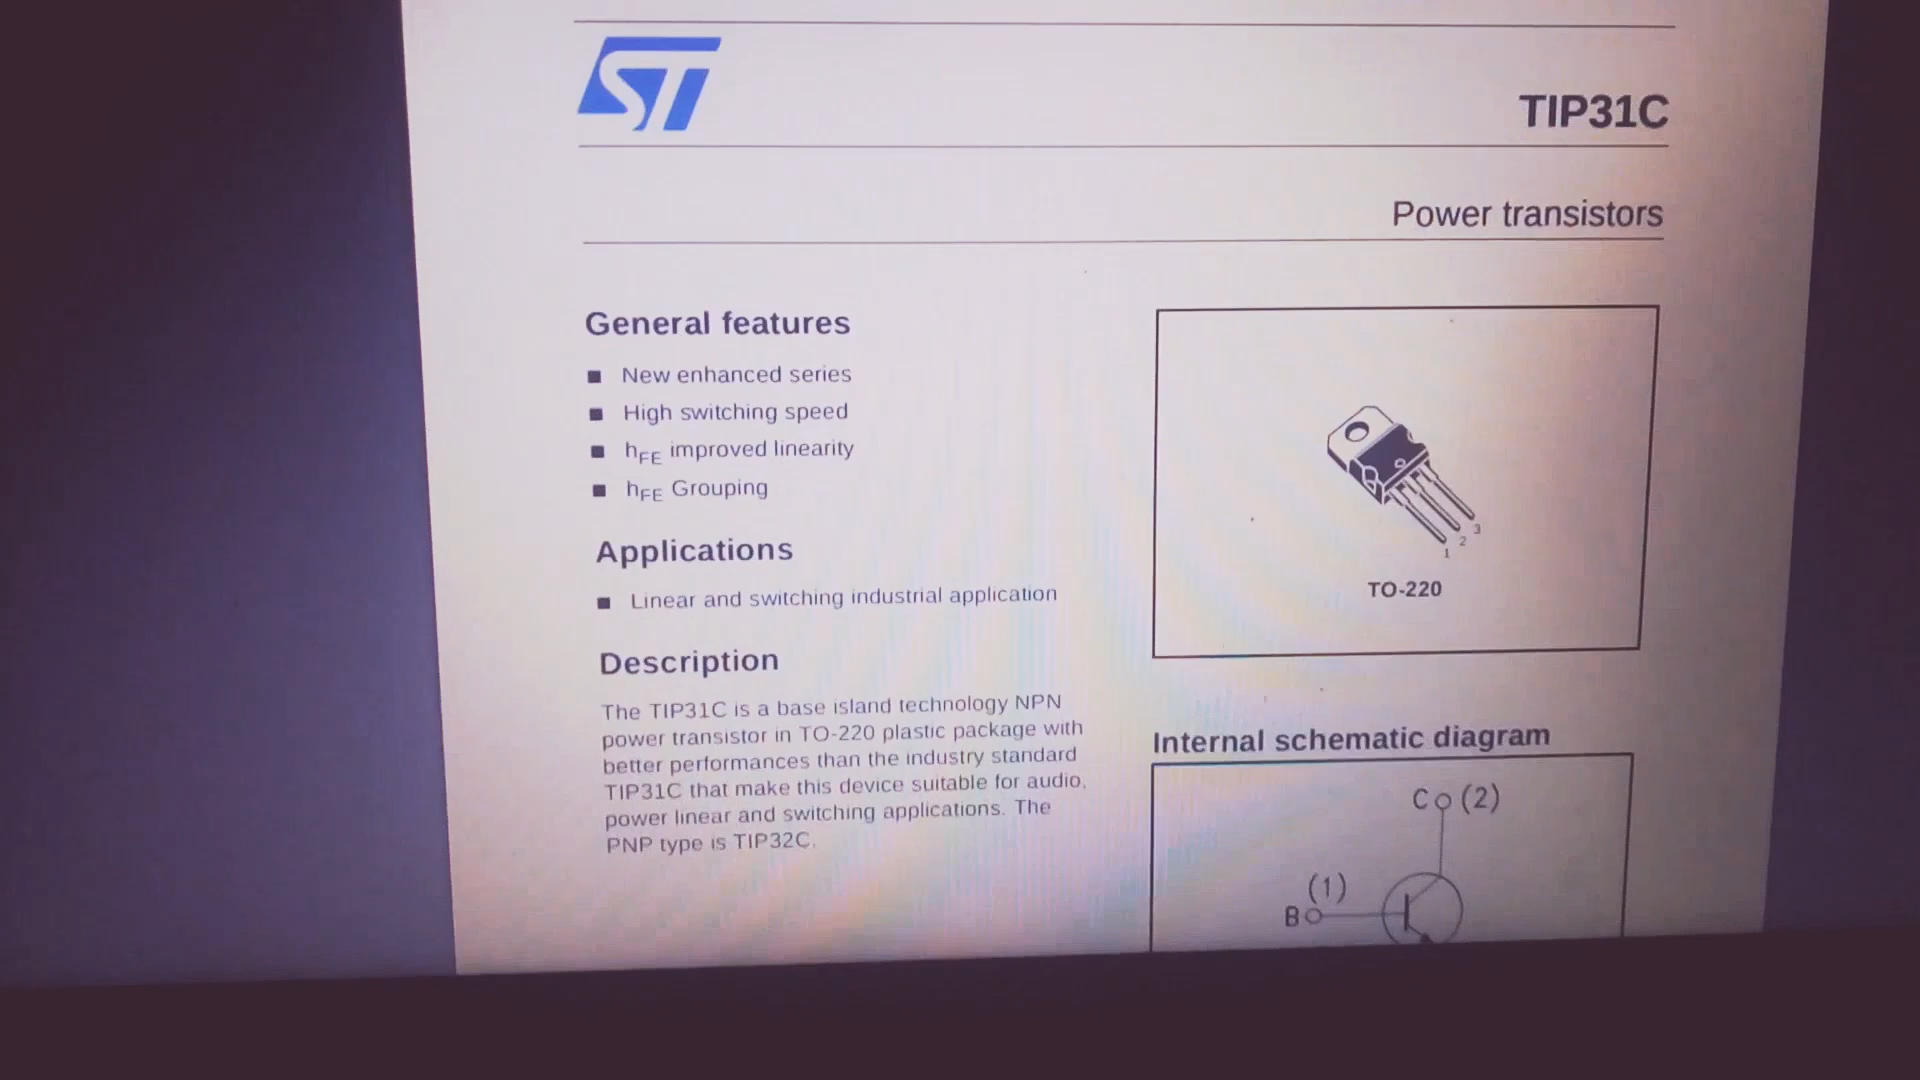 ST
TIP31C
Power transistors
General features
■ New enhanced series
■ High switching speed
■ hFE improved linearity
■ hFE Grouping
Applications
■ Linear and switching industrial application
Description
The TIP31C is a base island technology NPN
power transistor in TO-220 plastic package with
better performances than the industry standard
TIP31C that make this device suitable for audio,
power linear and switching applications. The
PNP type is TIP32C.
1
2
3
TO-220
Internal schematic diagram
C (2)
(1)
B